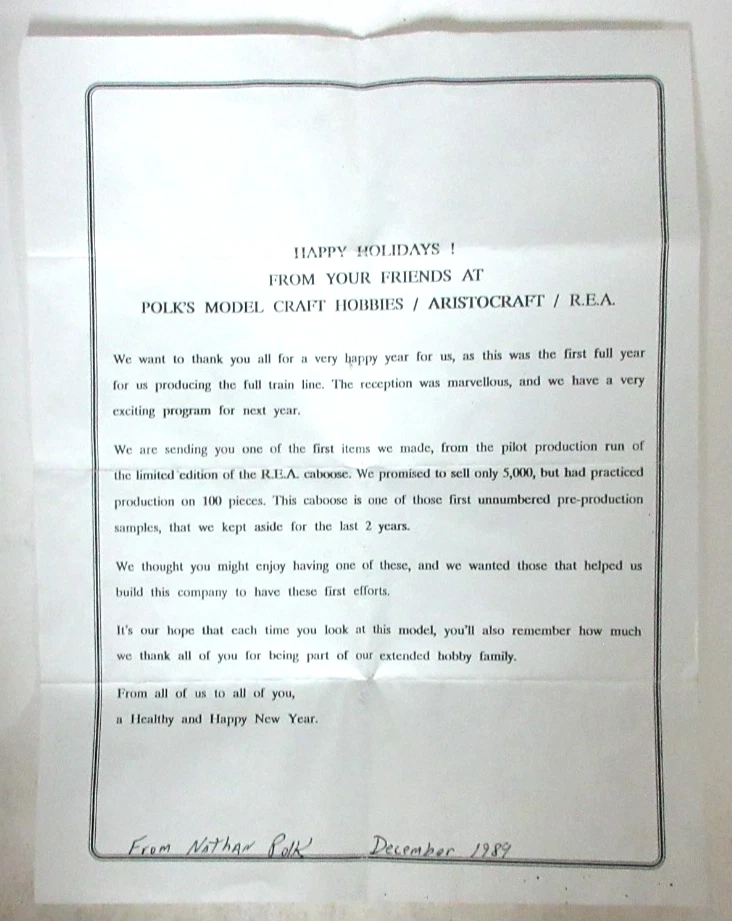 HAPPY HOLIDAYS !
FROM YOUR FRIENDS AT
POLK'S MODEL CRAFT HOBBIES / ARISTOCRAFT / R.E.A.
We want to thank you all for a very happy year for us, as this was the first full year
for us producing the full train line. The reception was marvellous, and we have a very
exciting program for next year.
We are sending you one of the first items we made, from the pilot production run of
the limited edition of the R.E.A. caboose. We promised to sell only 5,000, but had practiced
production on 100 pieces. This caboose is one of those first unnumbered pre-production
samples, that we kept aside for the last 2 years.
We thought you might enjoy having one of these, and we wanted those that helped us
build this company to have these first efforts.
It's our hope that each time you look at this model, you'll also remember how much
we thank all of you for being part of our extended hobby family.
From all of us to all of you,
a Healthy and Happy New Year.
From Nathan Polk December 1989